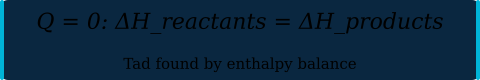 Q = 0: ΔH_reactants = ΔH_products
Tad found by enthalpy balance